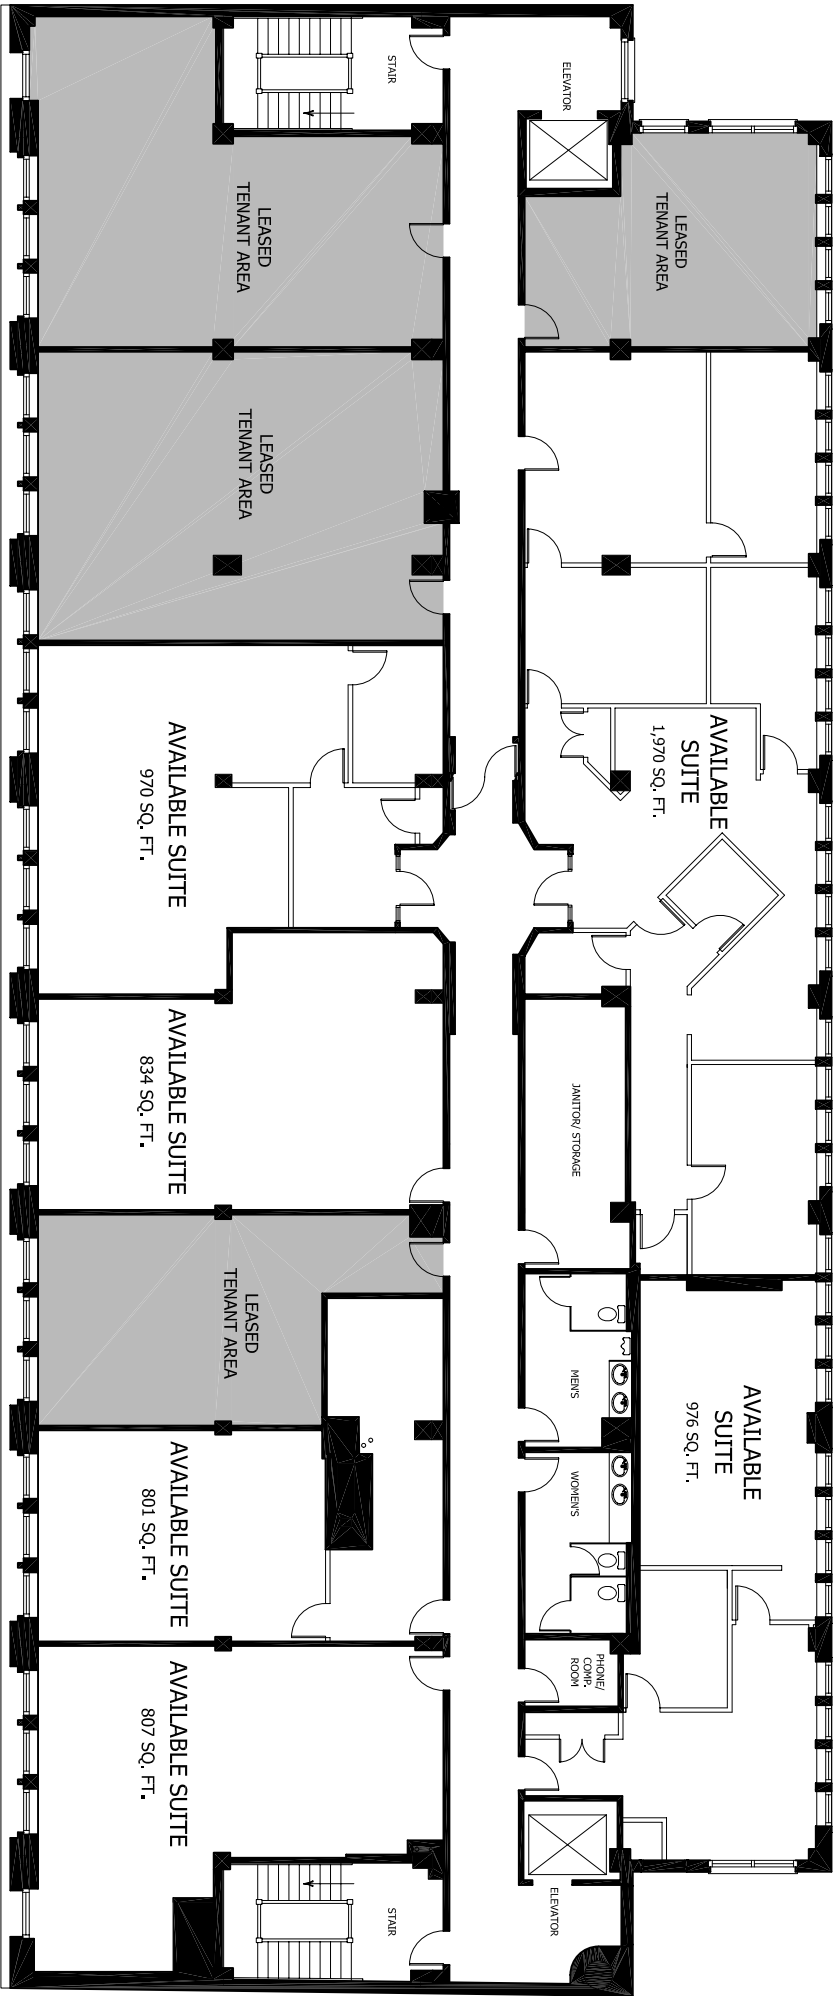 STAIR
ELEVATOR
LEASED
TENANT AREA
LEASED
TENANT AREA
LEASED
TENANT AREA
AVAILABLE
SUITE
1,970 SQ. FT.
AVAILABLE SUITE
970 SQ. FT.
AVAILABLE SUITE
834 SQ. FT.
JANITOR/ STORAGE
LEASED
TENANT AREA
MEN'S
AVAILABLE
SUITE
976 SQ. FT.
WOMEN'S
AVAILABLE SUITE
801 SQ. FT.
PHONE/
COMP.
ROOM
AVAILABLE SUITE
807 SQ. FT.
STAIR
ELEVATOR